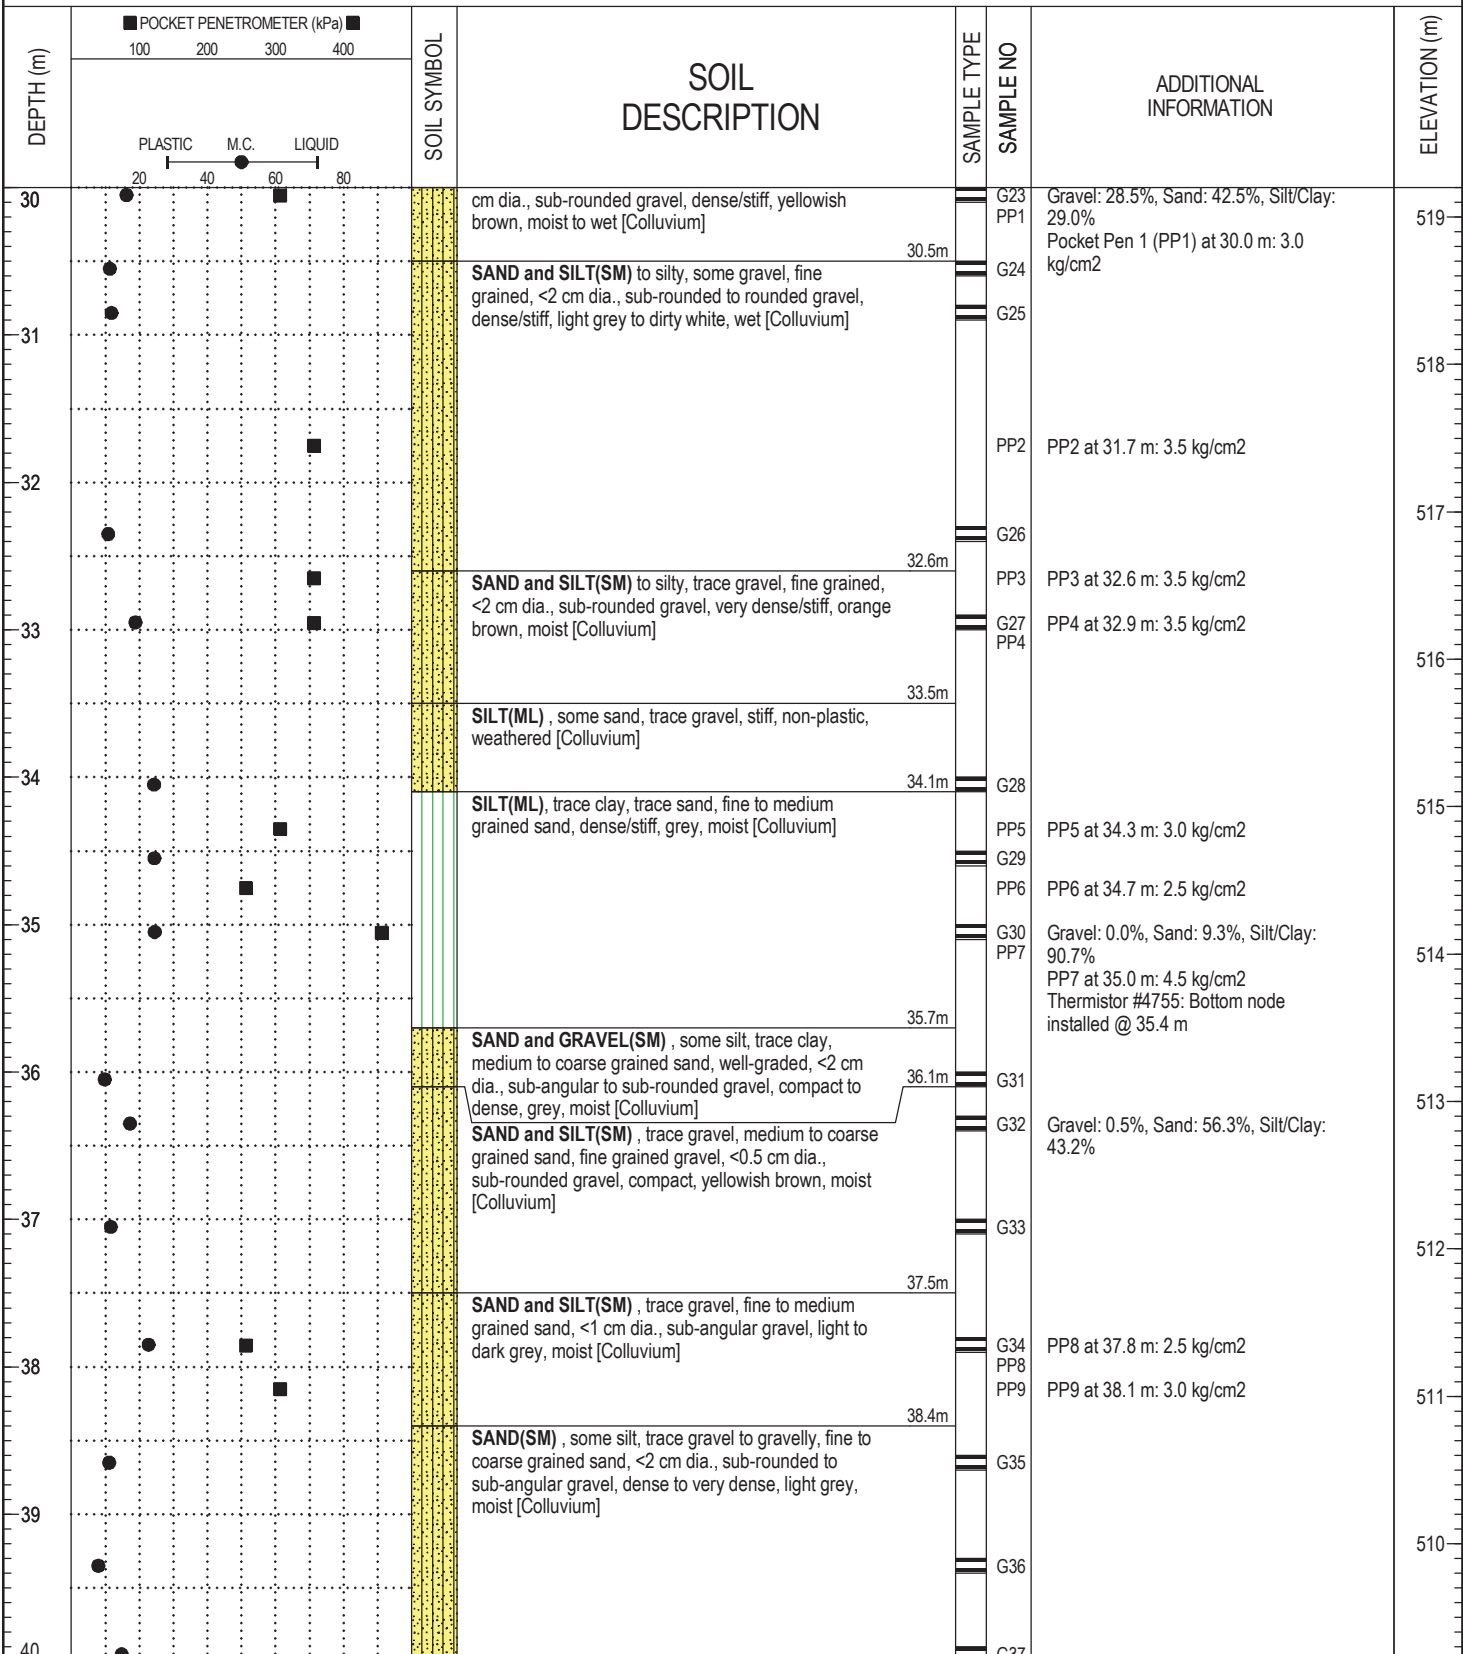 ■ POCKET PENETROMETER (kPa) ■
100 200 300 400
DEPTH (m)
PLASTIC M.C. LIQUID
20 40 60 80
SOIL SYMBOL
SOIL
DESCRIPTION
SAMPLE TYPE
SAMPLE NO
ADDITIONAL
INFORMATION
ELEVATION (m)
30
31
32
33
34
35
36
37
38
39
40
cm dia., sub-rounded gravel, dense/stiff, yellowish
brown, moist to wet [Colluvium]
30.5m
SAND and SILT(SM) to silty, some gravel, fine
grained, <2 cm dia., sub-rounded to rounded gravel,
dense/stiff, light grey to dirty white, wet [Colluvium]
32.6m
SAND and SILT(SM) to silty, trace gravel, fine grained,
<2 cm dia., sub-rounded gravel, very dense/stiff, orange
brown, moist [Colluvium]
33.5m
SILT(ML) , some sand, trace gravel, stiff, non-plastic,
weathered [Colluvium]
34.1m
SILT(ML), trace clay, trace sand, fine to medium
grained sand, dense/stiff, grey, moist [Colluvium]
35.7m
SAND and GRAVEL(SM) , some silt, trace clay,
medium to coarse grained sand, well-graded, <2 cm
dia., sub-angular to sub-rounded gravel, compact to
36.1m
dense, grey, moist [Colluvium]
SAND and SILT(SM) , trace gravel, medium to coarse
grained sand, fine grained gravel, <0.5 cm dia.,
sub-rounded gravel, compact, yellowish brown, moist
[Colluvium]
37.5m
SAND and SILT(SM) , trace gravel, fine to medium
grained sand, <1 cm dia., sub-angular gravel, light to
dark grey, moist [Colluvium]
38.4m
SAND(SM) , some silt, trace gravel to gravelly, fine to
coarse grained sand, <2 cm dia., sub-rounded to
sub-angular gravel, dense to very dense, light grey,
moist [Colluvium]
G23
PP1
G24
G25
PP2
G26
PP3
G27
PP4
G28
PP5
G29
PP6
G30
PP7
G31
G32
G33
G34
PP8
PP9
G35
G36
G37
Gravel: 28.5%, Sand: 42.5%, Silt/Clay:
29.0%
Pocket Pen 1 (PP1) at 30.0 m: 3.0
kg/cm2
PP2 at 31.7 m: 3.5 kg/cm2
PP3 at 32.6 m: 3.5 kg/cm2
PP4 at 32.9 m: 3.5 kg/cm2
PP5 at 34.3 m: 3.0 kg/cm2
PP6 at 34.7 m: 2.5 kg/cm2
Gravel: 0.0%, Sand: 9.3%, Silt/Clay:
90.7%
PP7 at 35.0 m: 4.5 kg/cm2
Thermistor #4755: Bottom node
installed @ 35.4 m
Gravel: 0.5%, Sand: 56.3%, Silt/Clay:
43.2%
PP8 at 37.8 m: 2.5 kg/cm2
PP9 at 38.1 m: 3.0 kg/cm2
519
518
517
516
515
514
513
512
511
510